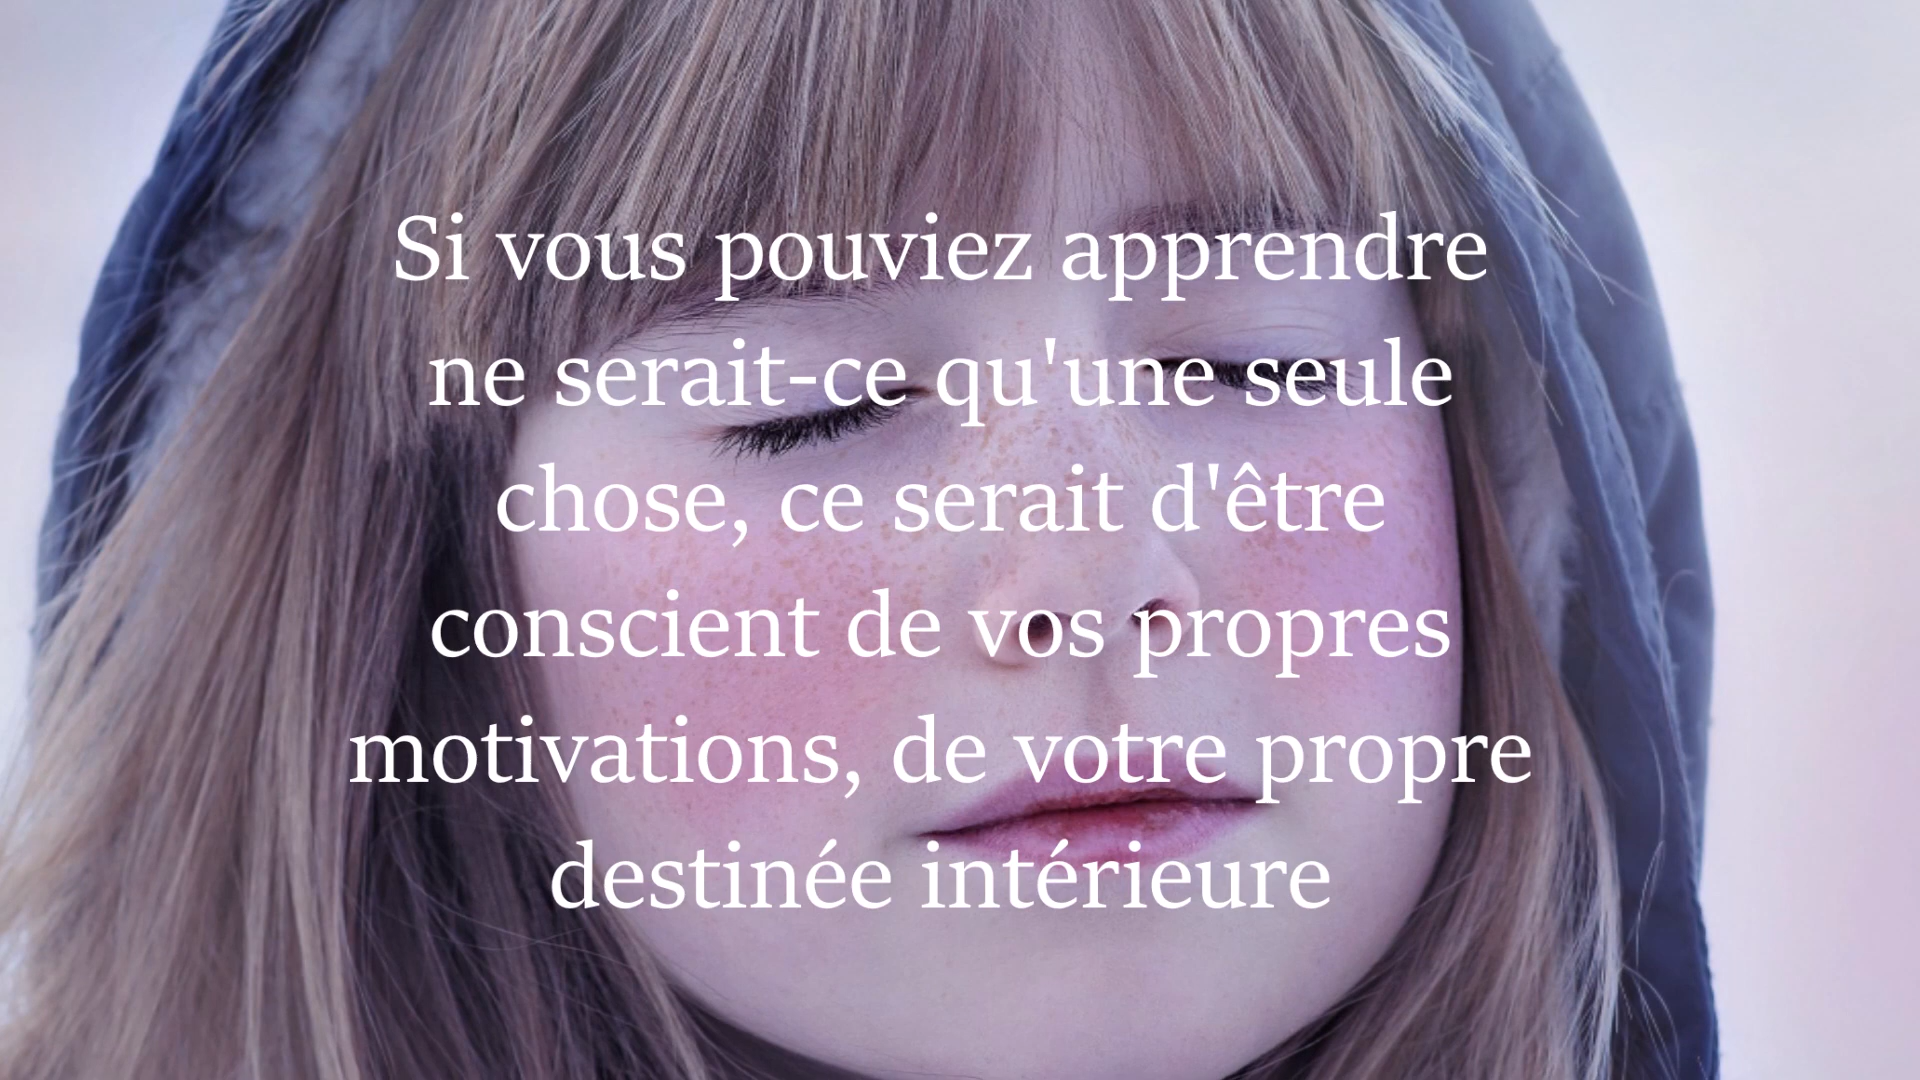 Si vous pouviez apprendre
ne serait-ce qu'une seule
chose, ce serait d'être
conscient de vos propres
motivations, de votre propre
destinée intérieure